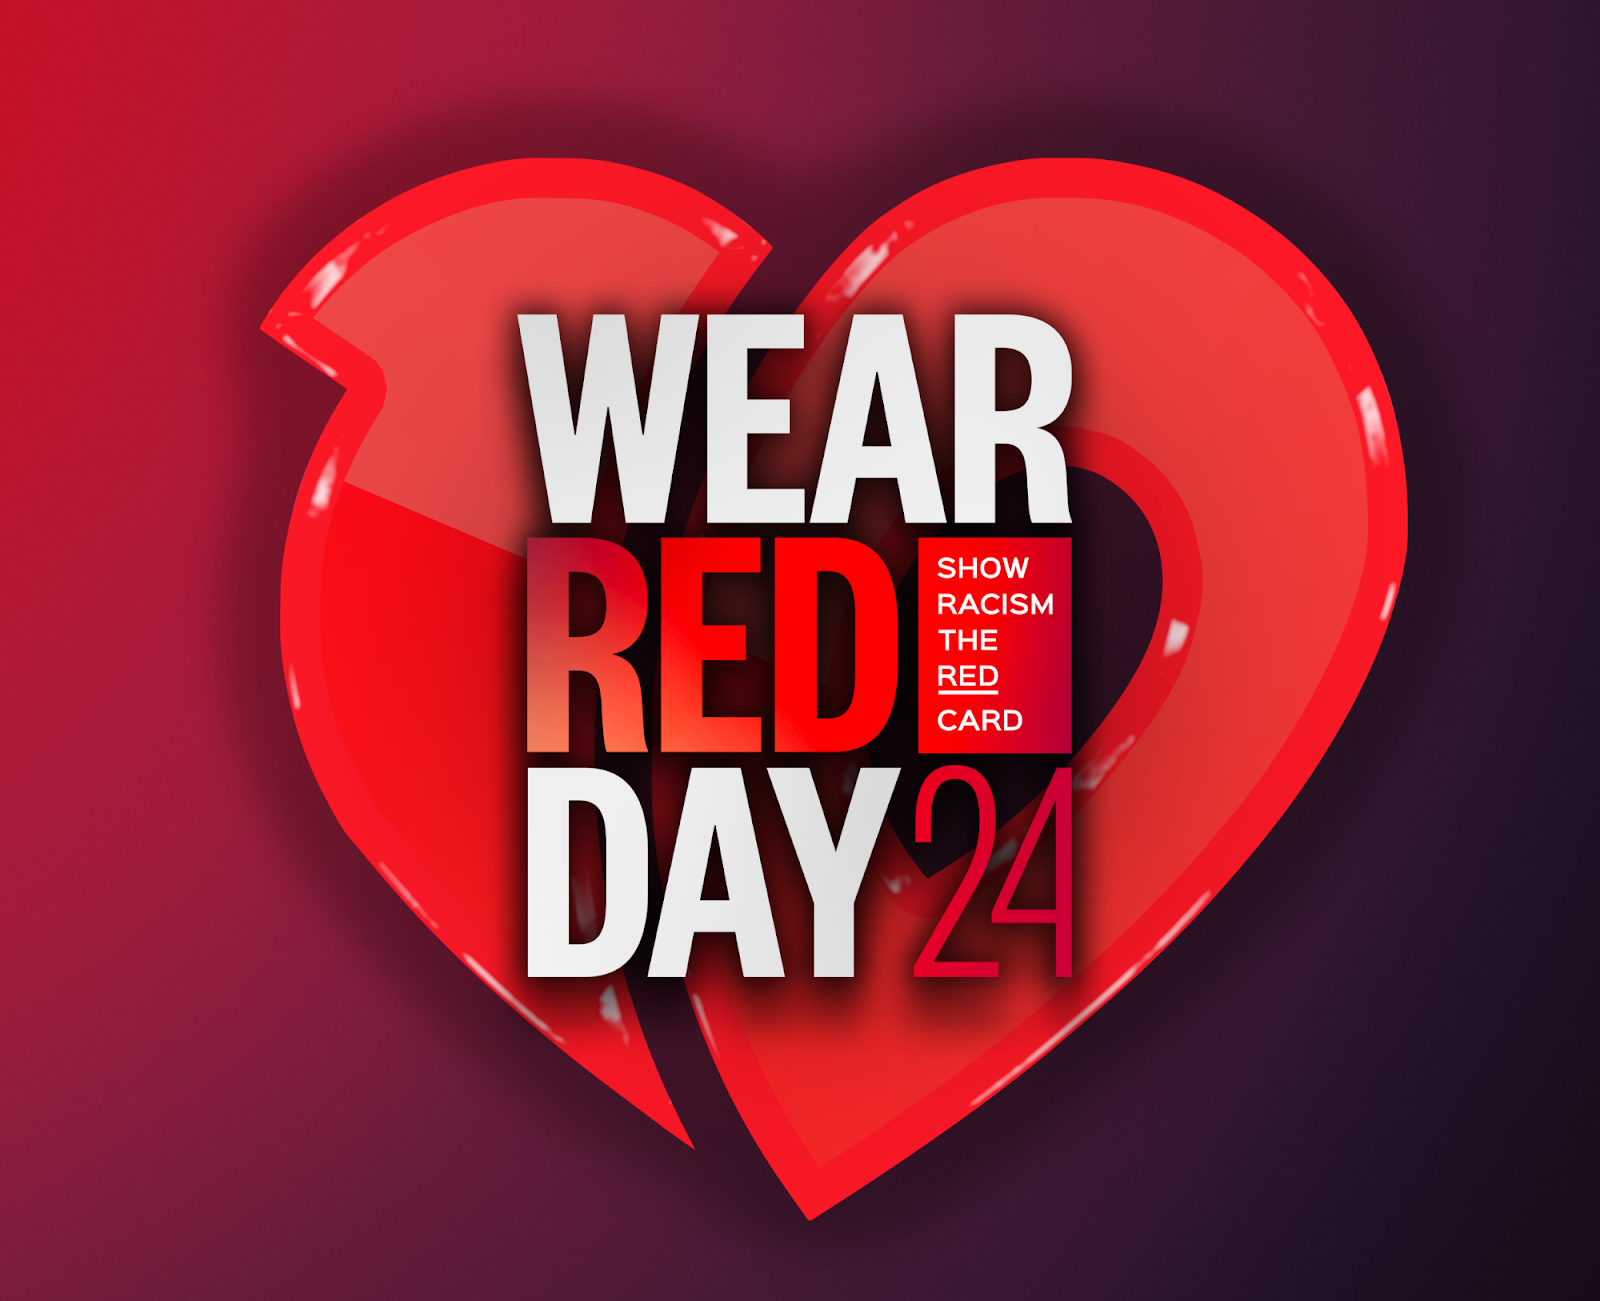 WEAR
RED
SHOW
RACISM
THE
RED
CARD
DAY24